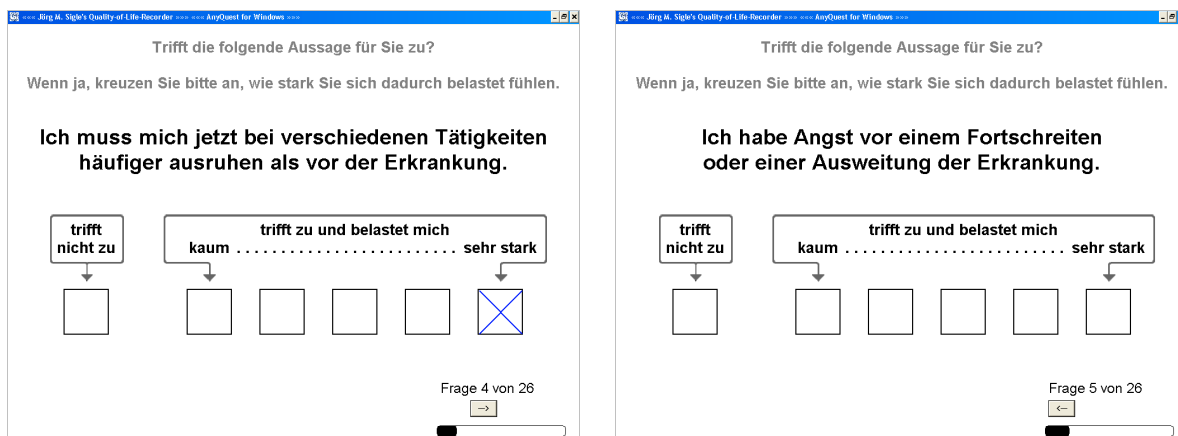 ««« Jörg M. Sigle's Quality-of-Life-Recorder »»» ««« AnyQuest for Windows »»»
Trifft die folgende Aussage für Sie zu?
Wenn ja, kreuzen Sie bitte an, wie stark Sie sich dadurch belastet fühlen.
Ich muss mich jetzt bei verschiedenen Tätigkeiten
häufiger ausruhen als vor der Erkrankung.
trifft
nicht zu
trifft zu und belastet mich
kaum . . . . . . . . . . . . . . . . . . . . . . . . . sehr stark
Frage 4 von 26
-->
««« Jörg M. Sigle's Quality-of-Life-Recorder »»» ««« AnyQuest for Windows »»»
Trifft die folgende Aussage für Sie zu?
Wenn ja, kreuzen Sie bitte an, wie stark Sie sich dadurch belastet fühlen.
Ich habe Angst vor einem Fortschreiten
oder einer Ausweitung der Erkrankung.
trifft
nicht zu
trifft zu und belastet mich
kaum . . . . . . . . . . . . . . . . . . . . . . . . . sehr stark
Frage 5 von 26
<--